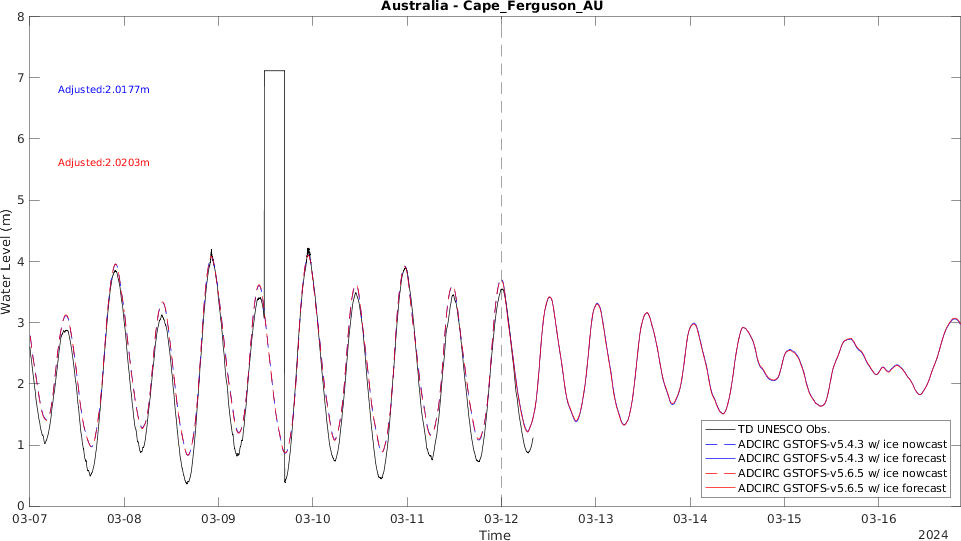 Australia - Cape_Ferguson_AU
8
7
6
5
4
3
2
1
0
Water Level (m)
Adjusted:2.0177m
Adjusted:2.0203m
TD UNESCO Obs.
ADCIRC GSTOFS-v5.4.3 w/ ice nowcast
ADCIRC GSTOFS-v5.4.3 w/ ice forecast
ADCIRC GSTOFS-v5.6.5 w/ ice nowcast
ADCIRC GSTOFS-v5.6.5 w/ ice forecast
03-07 03-08 03-09 03-10 03-11 03-12 03-13 03-14 03-15 03-16
Time
2024